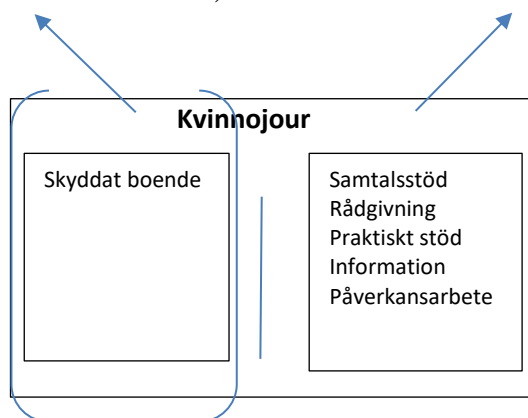 Kvinnojour
Skyddat boende
Samtalsstöd
Rådgivning
Praktiskt stöd
Information
Påverkansarbete